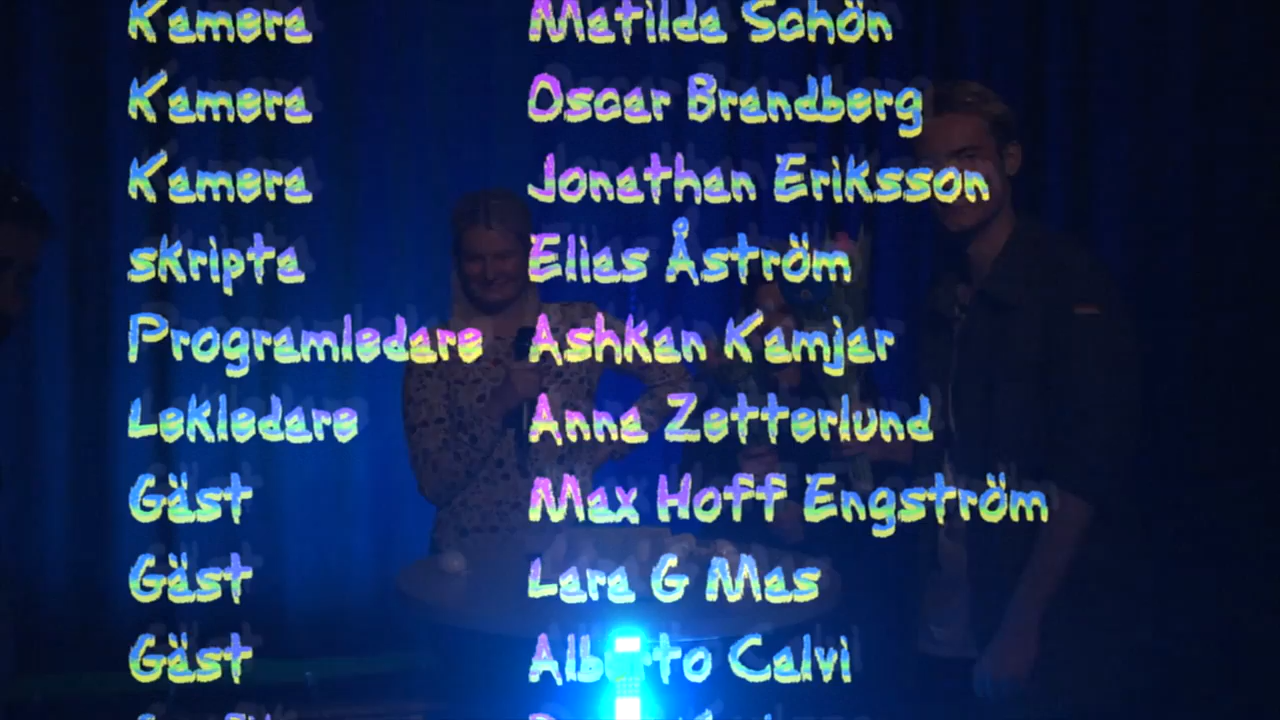 Kamera Matilda Schön
Kamera Oscar Brandberg
Kamera Jonathan Eriksson
skripta Elias Åström
Programledare Ashkan Kamjar
Lekledare Anna Zetterlund
Gäst Max Hoff Engström
Gäst Lara G Mas
Gäst Alberto Calvi